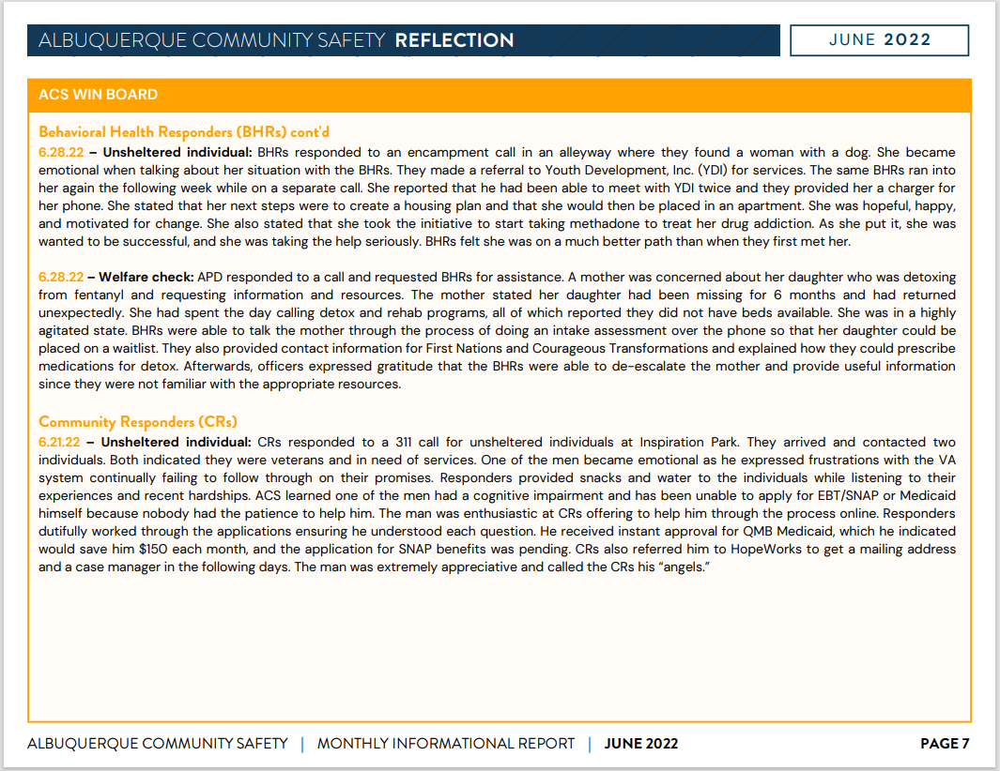 ALBUQUERQUE COMMUNITY SAFETY REFLECTION
JUNE 2022
ACS WIN BOARD
Behavioral Health Responders (BHRs) cont'd
6.28.22 – Unsheltered individual: BHRs responded to an encampment call in an alleyway where they found a woman with a dog. She became
emotional when talking about her situation with the BHRs. They made a referral to Youth Development, Inc. (YDI) for services. The same BHRs ran into
her again the following week while on a separate call. She reported that he had been able to meet with YDI twice and they provided her a charger for
her phone. She stated that her next steps were to create a housing plan and that she would then be placed in an apartment. She was hopeful, happy,
and motivated for change. She also stated that she took the initiative to start taking methadone to treat her drug addiction. As she put it, she was
wanted to be successful, and she was taking the help seriously. BHRs felt she was on a much better path than when they first met her.
6.28.22 – Welfare check: APD responded to a call and requested BHRs for assistance. A mother was concerned about her daughter who was detoxing
from fentanyl and requesting information and resources. The mother stated her daughter had been missing for 6 months and had returned
unexpectedly. She had spent the day calling detox and rehab programs, all of which reported they did not have beds available. She was in a highly
agitated state. BHRs were able to talk the mother through the process of doing an intake assessment over the phone so that her daughter could be
placed on a waitlist. They also provided contact information for First Nations and Courageous Transformations and explained how they could prescribe
medications for detox. Afterwards, officers expressed gratitude that the BHRs were able to de-escalate the mother and provide useful information
since they were not familiar with the appropriate resources.
Community Responders (CRs)
6.21.22 – Unsheltered individual: CRs responded to a 311 call for unsheltered individuals at Inspiration Park. They arrived and contacted two
individuals. Both indicated they were veterans and in need of services. One of the men became emotional as he expressed frustrations with the VA
system continually failing to follow through on their promises. Responders provided snacks and water to the individuals while listening to their
experiences and recent hardships. ACS learned one of the men had a cognitive impairment and has been unable to apply for EBT/SNAP or Medicaid
himself because nobody had the patience to help him. The man was enthusiastic at CRs offering to help him through the process online. Responders
dutifully worked through the applications ensuring he understood each question. He received instant approval for QMB Medicaid, which he indicated
would save him $150 each month, and the application for SNAP benefits was pending. CRs also referred him to HopeWorks to get a mailing address
and a case manager in the following days. The man was extremely appreciative and called the CRs his “angels.”
ALBUQUERQUE COMMUNITY SAFETY | MONTHLY INFORMATIONAL REPORT | JUNE 2022
PAGE 7